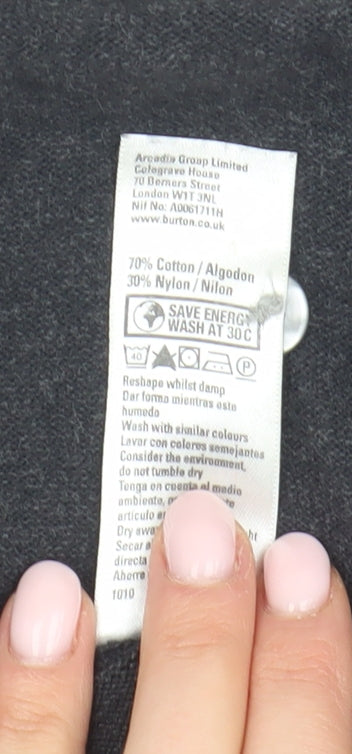 Arcadia Group Limited
Colegrave House
70 Berners Street
London W1T 3NL
Nif No: A0061711H
www.burton.co.uk
70% Cotton / Algodon
30% Nylon / Nilon
SAVE ENERGY
WASH AT 30C
40 P
Reshape whilst damp
Dar forma mientras este
humedo
Wash with similar colours
Lavar con colores semejantes
Consider the environment,
do not tumble dry
Tenga en cuenta el medio
ambiente,
articulo
Dry away
Secar a
directa
Ahorre
1010